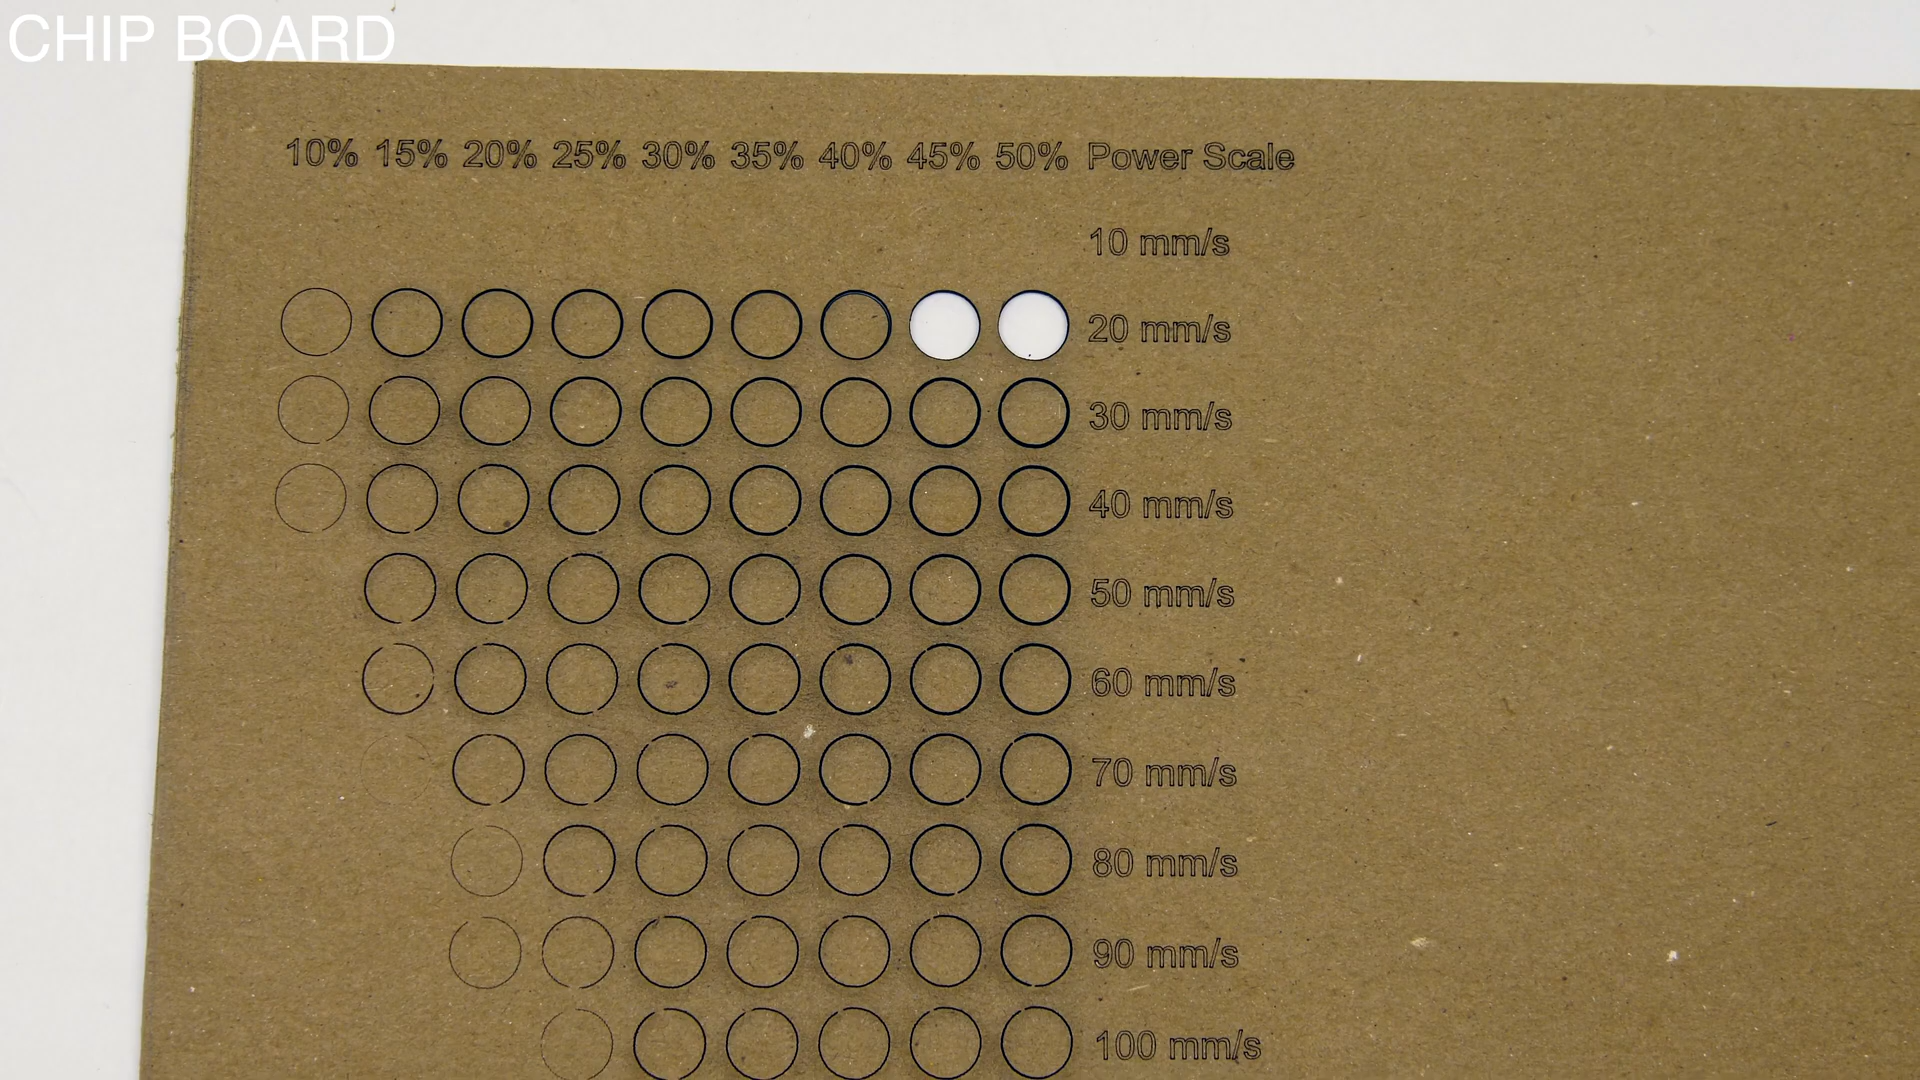 CHIP BOARD
10% 15% 20% 25% 30% 35% 40% 45% 50% Power Scale
10 mm/s
20 mm/s
30 mm/s
40 mm/s
50 mm/s
60 mm/s
70 mm/s
80 mm/s
90 mm/s
100 mm/s